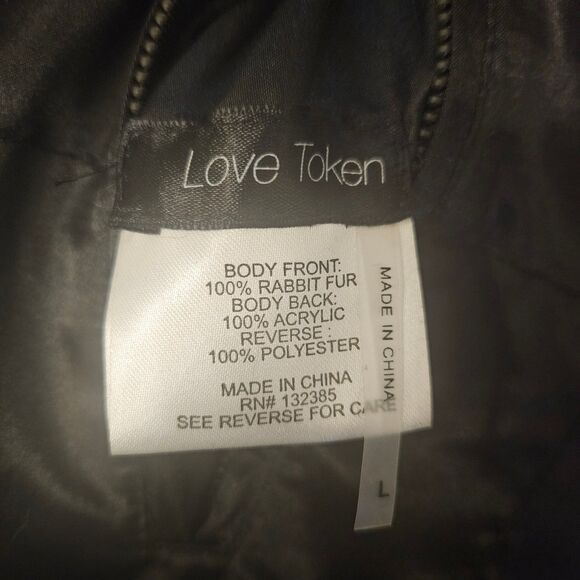 Love Token
BODY FRONT:
100% RABBIT FUR
BODY BACK:
100% ACRYLIC
REVERSE :
100% POLYESTER
MADE IN CHINA
RN# 132385
SEE REVERSE FOR CARE
MADE IN CHINA
L